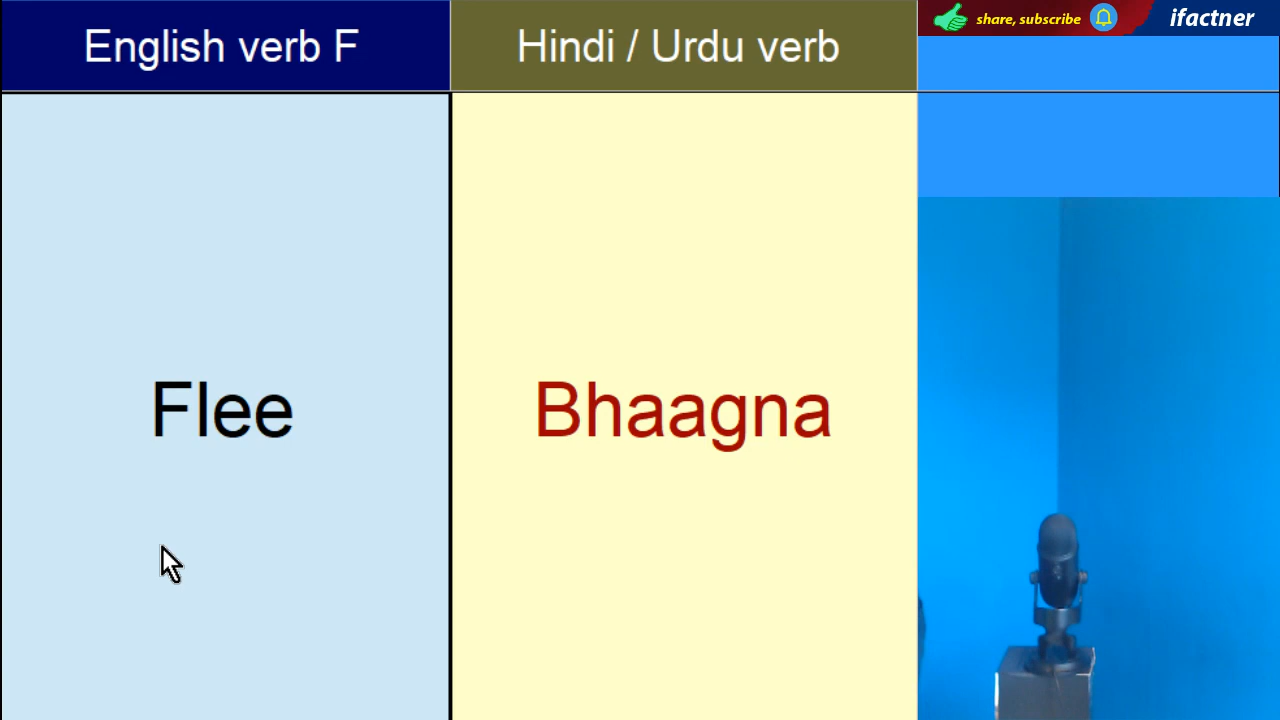 English verb F
Hindi / Urdu verb
share, subscribe
ifactner
Flee
Bhaagna